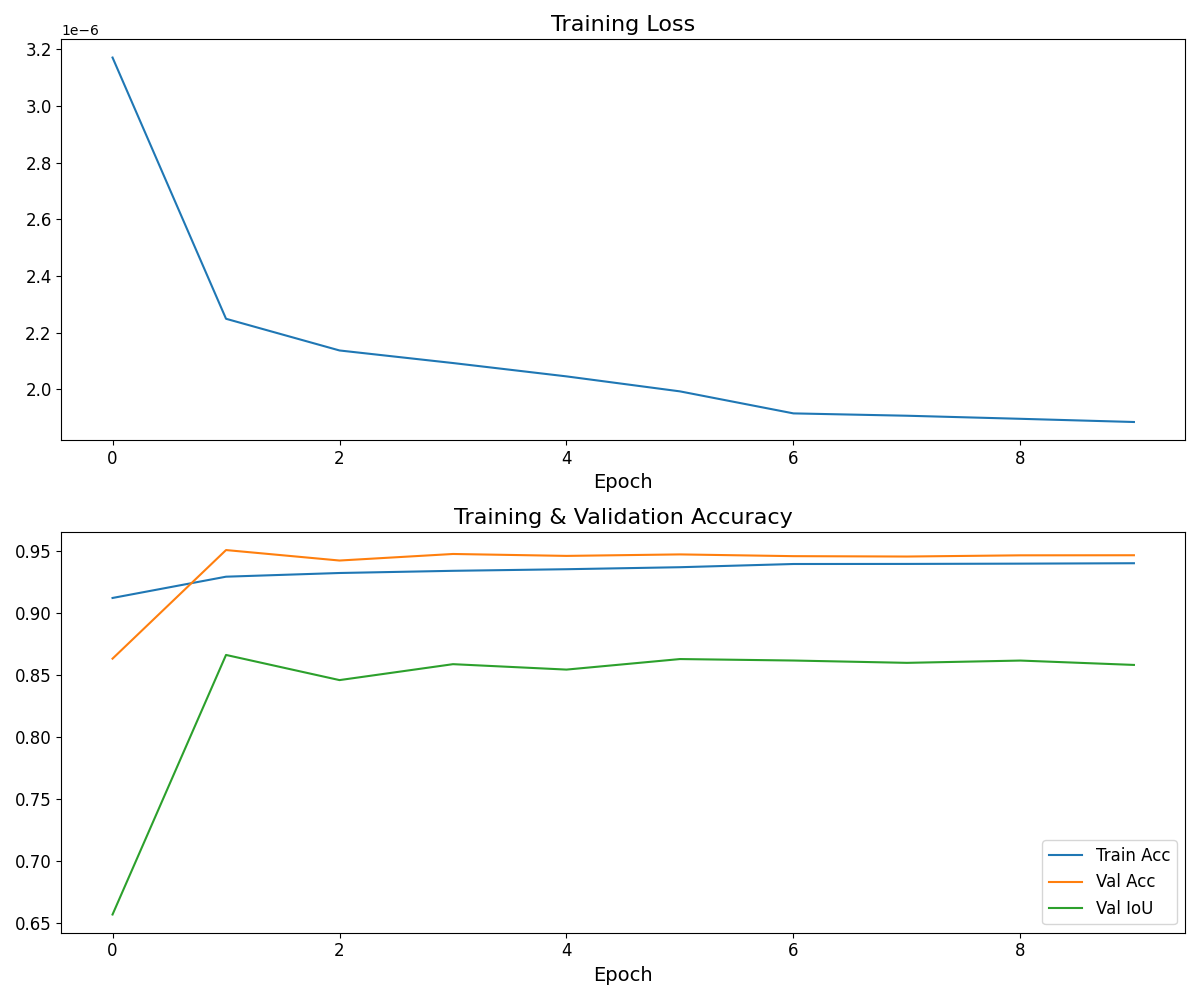 Training Loss
1e−6
3.2
3.0
2.8
2.6
2.4
2.2
2.0
0 2 4 6 8
Epoch
Training & Validation Accuracy
0.95
0.90
0.85
0.80
0.75
0.70
0.65
Train Acc
Val Acc
Val IoU
0 2 4 6 8
Epoch